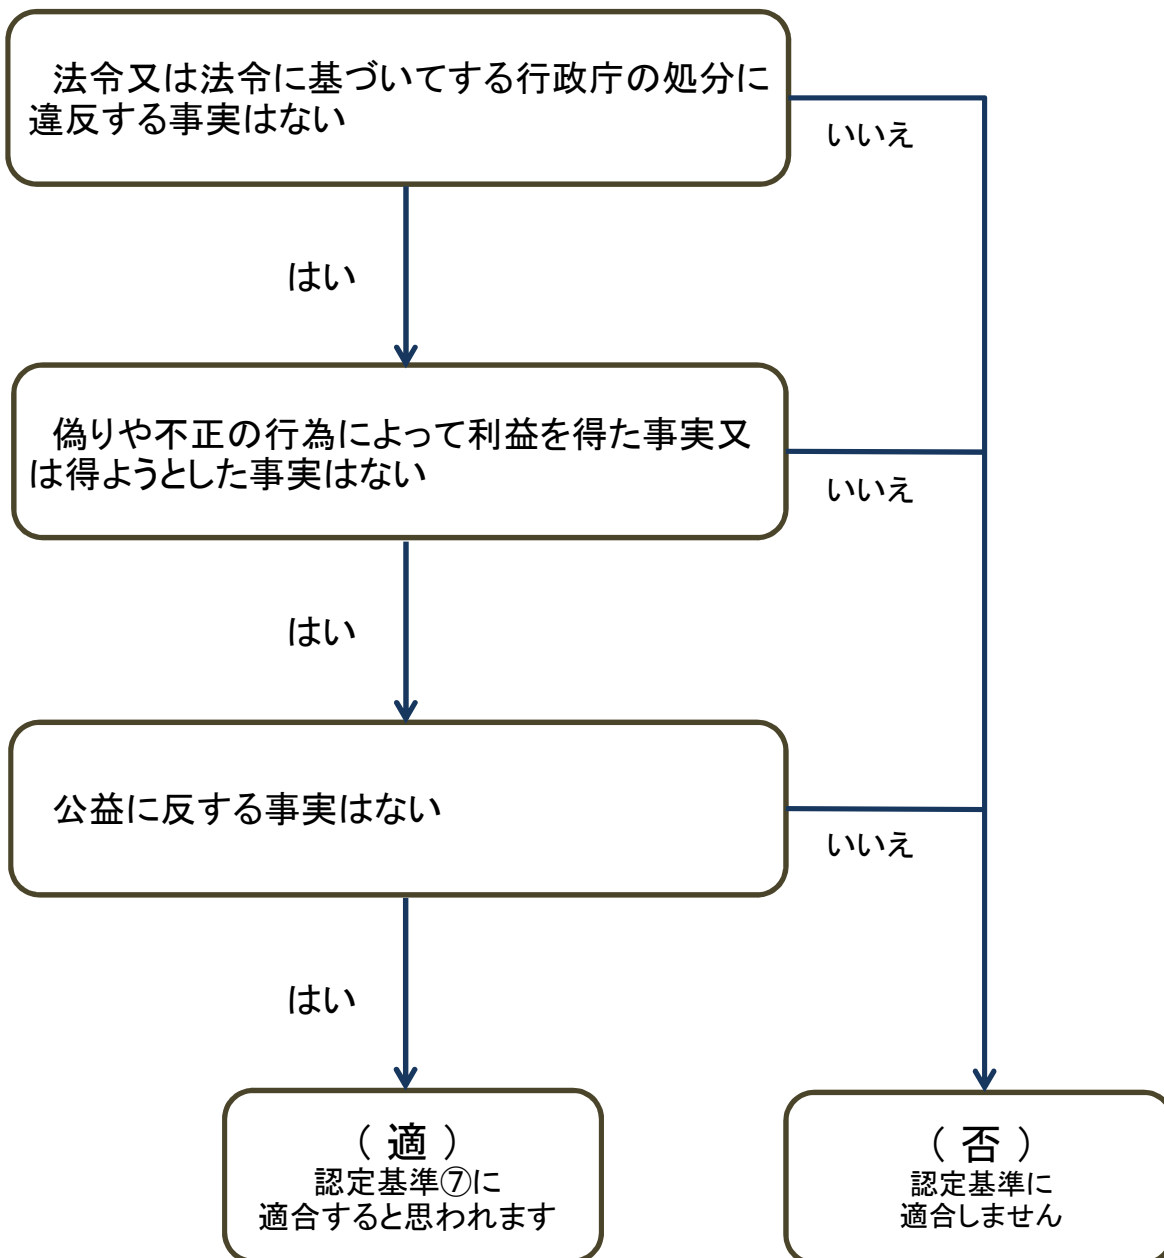 法令又は法令に基づいてする行政庁の処分に
違反する事実はない
いいえ
はい
偽りや不正の行為によって利益を得た事実又
は得ようとした事実はない
いいえ
はい
公益に反する事実はない
いいえ
はい
（ 適 ）
認定基準⑦に
適合すると思われます
（ 否 ）
認定基準に
適合しません